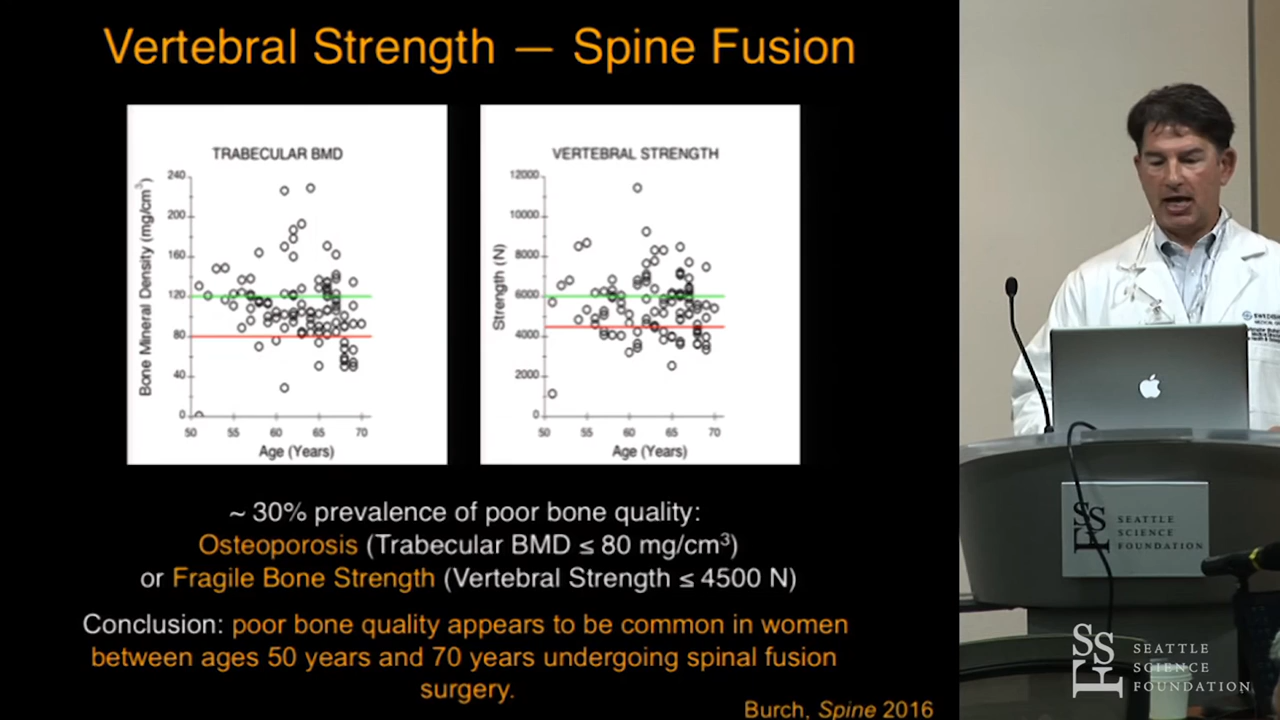 Vertebral Strength — Spine Fusion
TRABECULAR BMD
Bone Mineral Density (mg/cm³)
240
200
160
120
80
40
0
50 55 60 65 70
Age (Years)
VERTEBRAL STRENGTH
Strength (N)
12000
10000
8000
6000
4000
2000
0
50 55 60 65 70
Age (Years)
~ 30% prevalence of poor bone quality:
Osteoporosis (Trabecular BMD ≤ 80 mg/cm³)
or Fragile Bone Strength (Vertebral Strength ≤ 4500 N)
Conclusion: poor bone quality appears to be common in women
between ages 50 years and 70 years undergoing spinal fusion
surgery.
Burch, Spine 2016
SSF
SEATTLE
SCIENCE
FOUNDATION
SSF
SEATTLE
SCIENCE
FOUNDATION